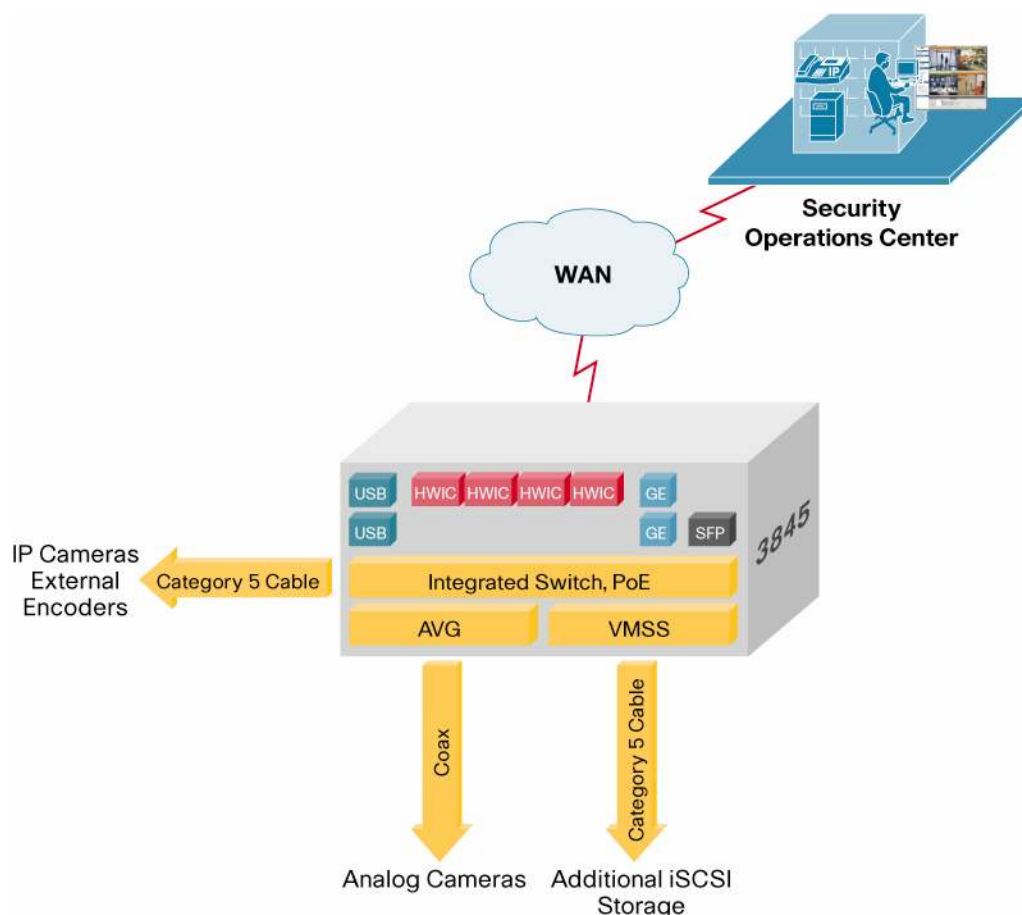 IP
Security
Operations Center
WAN
USB
HWIC HWIC HWIC HWIC
GE
USB
GE
SFP
3845
IP Cameras
External
Encoders
Category 5 Cable
Integrated Switch, PoE
AVG
VMSS
Coax
Category 5 Cable
Analog Cameras
Additional iSCSI
Storage